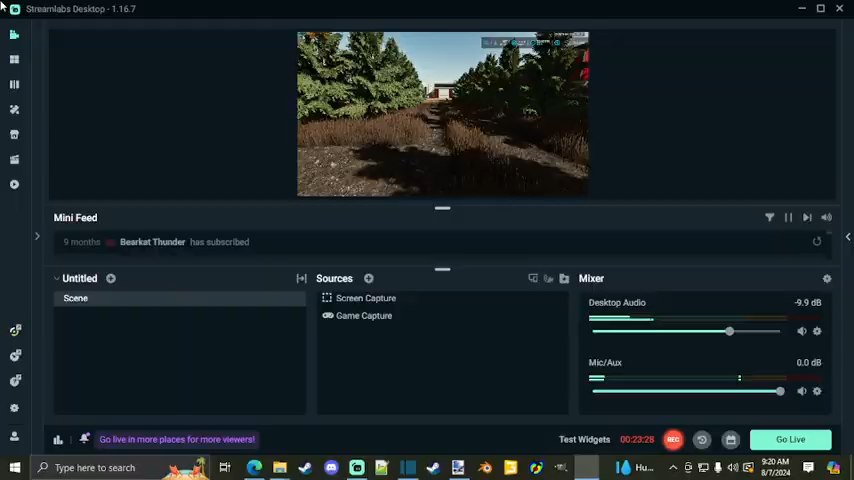 Streamlabs Desktop - 1.16.7
Mini Feed
9 months Bearkat Thunder has subscribed
Untitled
Sources
Mixer
Scene
Screen Capture
Game Capture
Desktop Audio -9.9 dB
Mic/Aux 0.0 dB
Go live in more places for more viewers!
Test Widgets 00:23:28 REC Go Live
Type here to search
Hu...
9:20 AM
8/7/2024